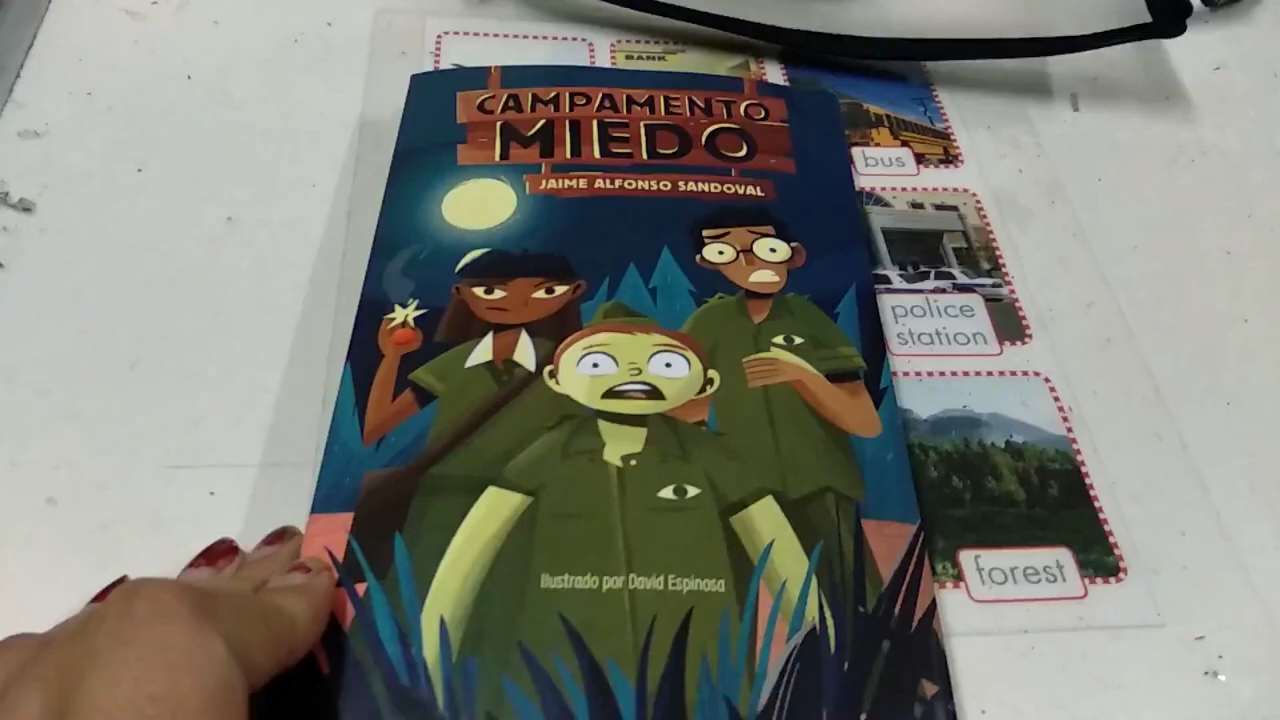 BANK
CAMPAMENTO
MIEDO
JAIME ALFONSO SANDOVAL
bus
police
station
Ilustrado por David Espinosa
forest